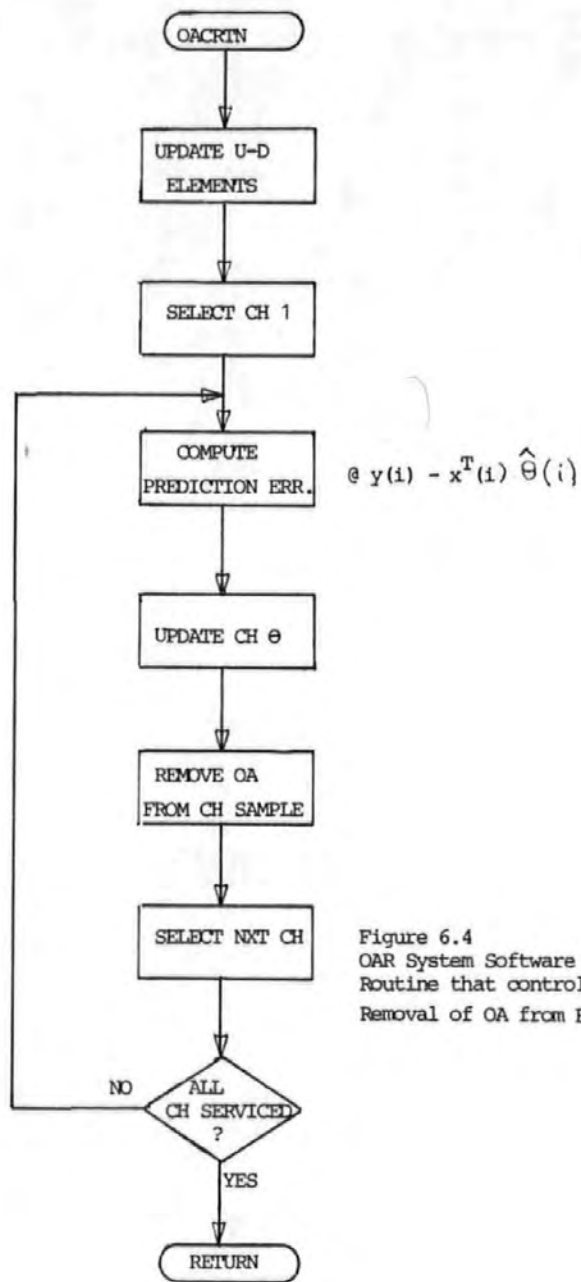 OACRTN
UPDATE U-D
ELEMENTS
SELECT CH 1
COMPUTE
PREDICTION ERR.
@ y(i) - x^T(i) θ̂(i)
UPDATE CH θ
REMOVE OA
FROM CH SAMPLE
SELECT NXT CH
Figure 6.4
OAR System Software
Routine that control
Removal of OA from
NO
ALL
CH SERVICED
?
YES
RETURN